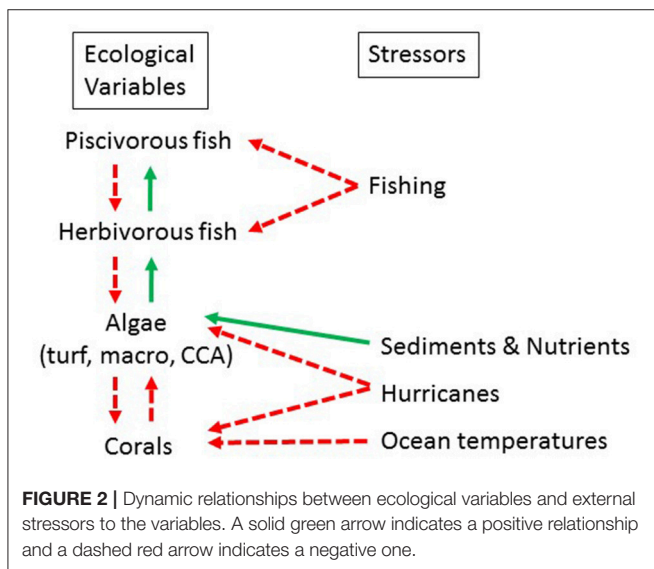 Ecological
Variables
Stressors
Piscivorous fish
Fishing
Herbivorous fish
Algae
(turf, macro, CCA)
Sediments & Nutrients
Hurricanes
Corals
Ocean temperatures
FIGURE 2 | Dynamic relationships between ecological variables and external
stressors to the variables. A solid green arrow indicates a positive relationship
and a dashed red arrow indicates a negative one.